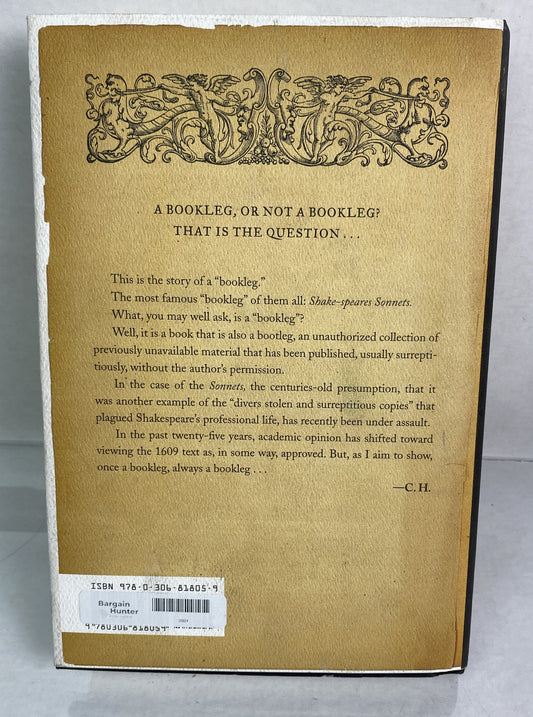 A BOOKLEG, OR NOT A BOOKLEG?
THAT IS THE QUESTION . . .
This is the story of a “bookleg.”
The most famous “bookleg” of them all: Shake-speares Sonnets.
What, you may well ask, is a “bookleg”?
Well, it is a book that is also a bootleg, an unauthorized collection of
previously unavailable material that has been published, usually surrepti-
tiously, without the author’s permission.
In the case of the Sonnets, the centuries-old presumption, that it
was another example of the “divers stolen and surreptitious copies” that
plagued Shakespeare’s professional life, has recently been under assault.
In the past twenty-five years, academic opinion has shifted toward
viewing the 1609 text as, in some way, approved. But, as I aim to show,
once a bookleg, always a bookleg . . .
—C. H.
ISBN 978-0-306-81805-9
Bargain
Hunter
9 780306 818059